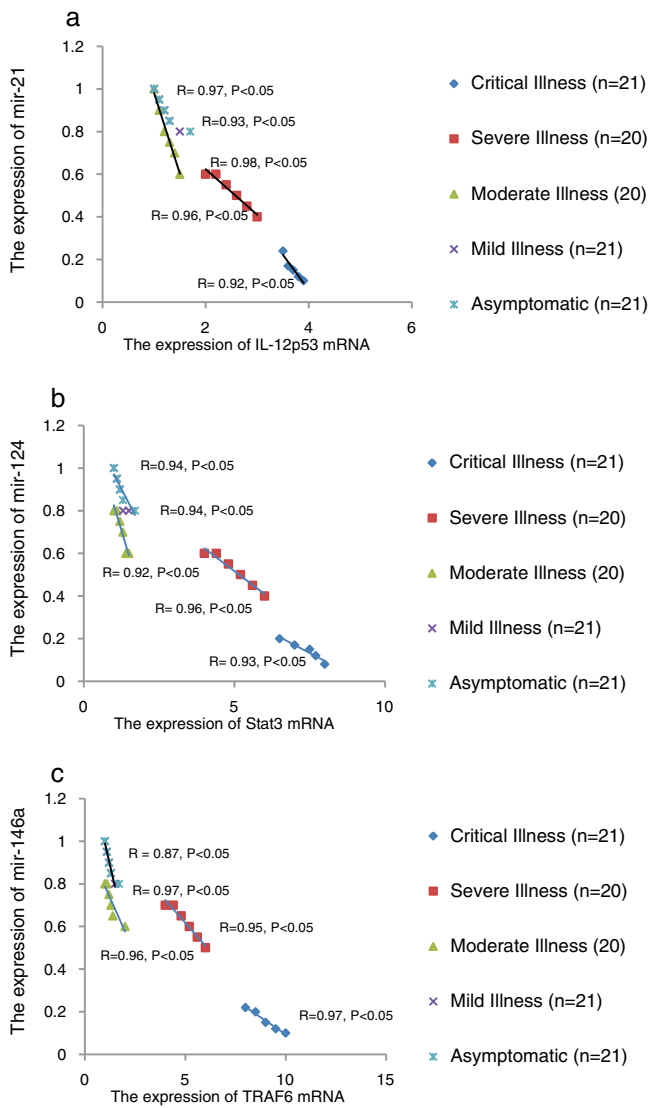 a
The expression of mir-21
1.2
1
0.8
0.6
0.4
0.2
0
0 2 4 6
The expression of IL-12p53 mRNA
R= 0.97, P<0.05
R=0.93, P<0.05
R= 0.98, P<0.05
R= 0.96, P<0.05
R= 0.92, P<0.05
Critical Illness (n=21)
Severe Illness (n=20)
Moderate Illness (20)
Mild Illness (n=21)
Asymptomatic (n=21)
b
The expression of mir-124
1.2
1
0.8
0.6
0.4
0.2
0
0 5 10
The expression of Stat3 mRNA
R=0.94, P<0.05
R=0.94, P<0.05
R= 0.92, P<0.05
R= 0.96, P<0.05
R= 0.93, P<0.05
Critical Illness (n=21)
Severe Illness (n=20)
Moderate Illness (20)
Mild Illness (n=21)
Asymptomatic (n=21)
c
The expression of mir-146a
1.2
1
0.8
0.6
0.4
0.2
0
0 5 10 15
The expression of TRAF6 mRNA
R = 0.87, P<0.05
R= 0.97, P<0.05
R=0.95, P<0.05
R=0.96, P<0.05
R=0.97, P<0.05
Critical Illness (n=21)
Severe Illness (n=20)
Moderate Illness (20)
Mild Illness (n=21)
Asymptomatic (n=21)